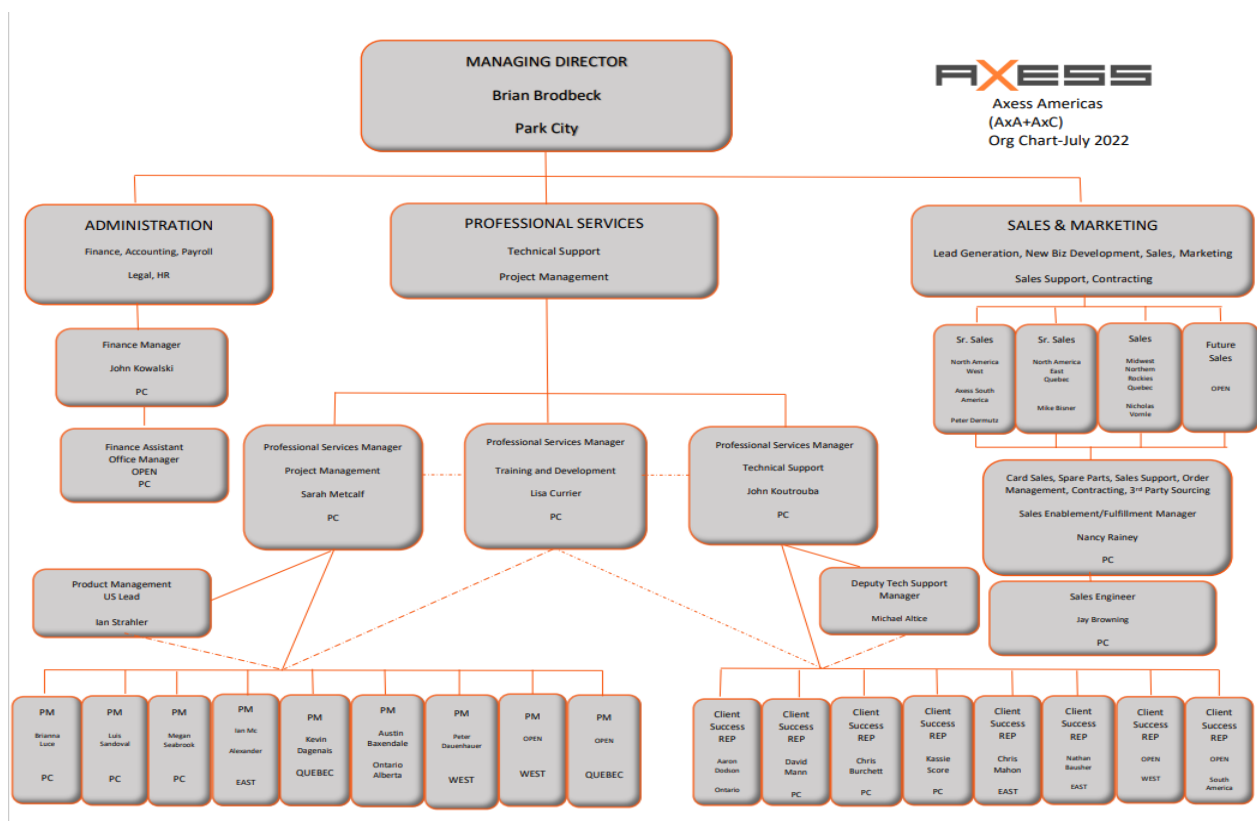 MANAGING DIRECTOR
Brian Brodbeck
Park City
AXESS
Axess Americas
(AxA+AxC)
Org Chart-July 2022
ADMINISTRATION
Finance, Accounting, Payroll
Legal, HR
PROFESSIONAL SERVICES
Technical Support
Project Management
SALES & MARKETING
Lead Generation, New Biz Development, Sales, Marketing
Sales Support, Contracting
Finance Manager
John Kowalski
PC
Finance Assistant
Office Manager
OPEN
PC
Sr. Sales
North America
West
Axess South
America
Peter Dermutz
Sr. Sales
North America
East
Quebec
Mike Bisner
Sales
Midwest
Northern
Rockies
Quebec
Nicholas
Vomle
Future
Sales
OPEN
Professional Services Manager
Project Management
Sarah Metcalf
PC
Professional Services Manager
Training and Development
Lisa Currier
PC
Professional Services Manager
Technical Support
John Koutrouba
PC
Card Sales, Spare Parts, Sales Support, Order
Management, Contracting, 3rd Party Sourcing
Sales Enablement/Fulfillment Manager
Nancy Rainey
PC
Product Management
US Lead
Ian Strahler
Deputy Tech Support
Manager
Michael Altice
Sales Engineer
Jay Browning
PC
PM
Brianna
Luce
PC
PM
Luis
Sandoval
PC
PM
Megan
Seabrook
PC
PM
Ian Mc
Alexander
EAST
PM
Kevin
Dagenais
QUEBEC
PM
Austin
Baxendale
Ontario
Alberta
PM
Peter
Dauenhauer
WEST
PM
OPEN
WEST
PM
OPEN
QUEBEC
Client
Success
REP
Aaron
Dodson
Ontario
Client
Success
REP
David
Mann
PC
Client
Success
REP
Chris
Burchett
PC
Client
Success
REP
Kassie
Score
PC
Client
Success
REP
Chris
Mahon
EAST
Client
Success
REP
Nathan
Bausher
EAST
Client
Success
REP
OPEN
WEST
Client
Success
REP
OPEN
South
America